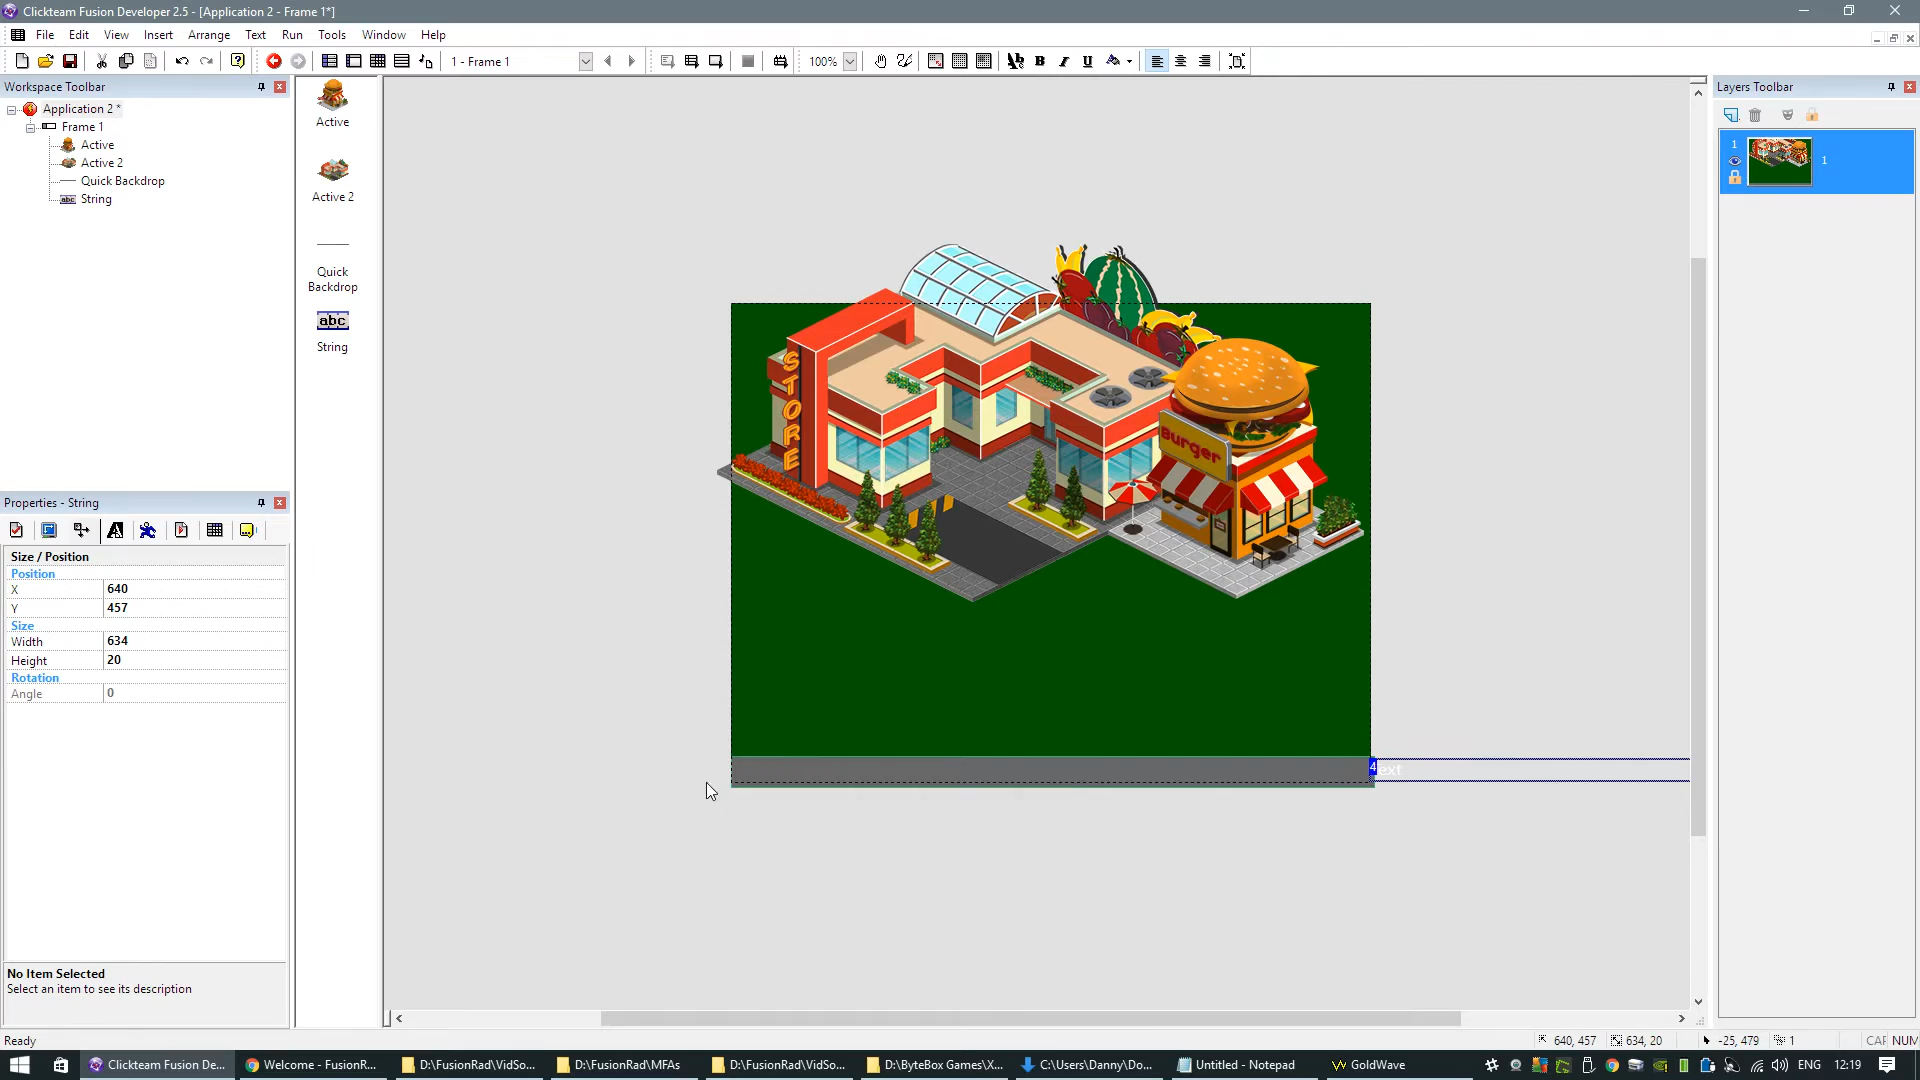 Clickteam Fusion Developer 2.5 - [Application 2 - Frame 1*]
File Edit View Insert Arrange Text Run Tools Window Help
1 - Frame 1 100%
Workspace Toolbar
Application 2 *
Frame 1
Active
Active 2
Quick Backdrop
String
Properties - String
Size / Position
Position
X 640
Y 457
Size
Width 634
Height 20
Rotation
Angle 0
No Item Selected
Select an item to see its description
Active
Active 2
Quick
Backdrop
abc
String
STORE
Burger
4
Layers Toolbar
1
1
Ready
640, 457 634, 20 -25, 479 1 CAP NUM
Clickteam Fusion De... Welcome - FusionR... D:\FusionRad\VidSo... D:\FusionRad\MFAs D:\FusionRad\VidSo... D:\ByteBox Games\X... C:\Users\Danny\Do... Untitled - Notepad GoldWave ENG 12:19